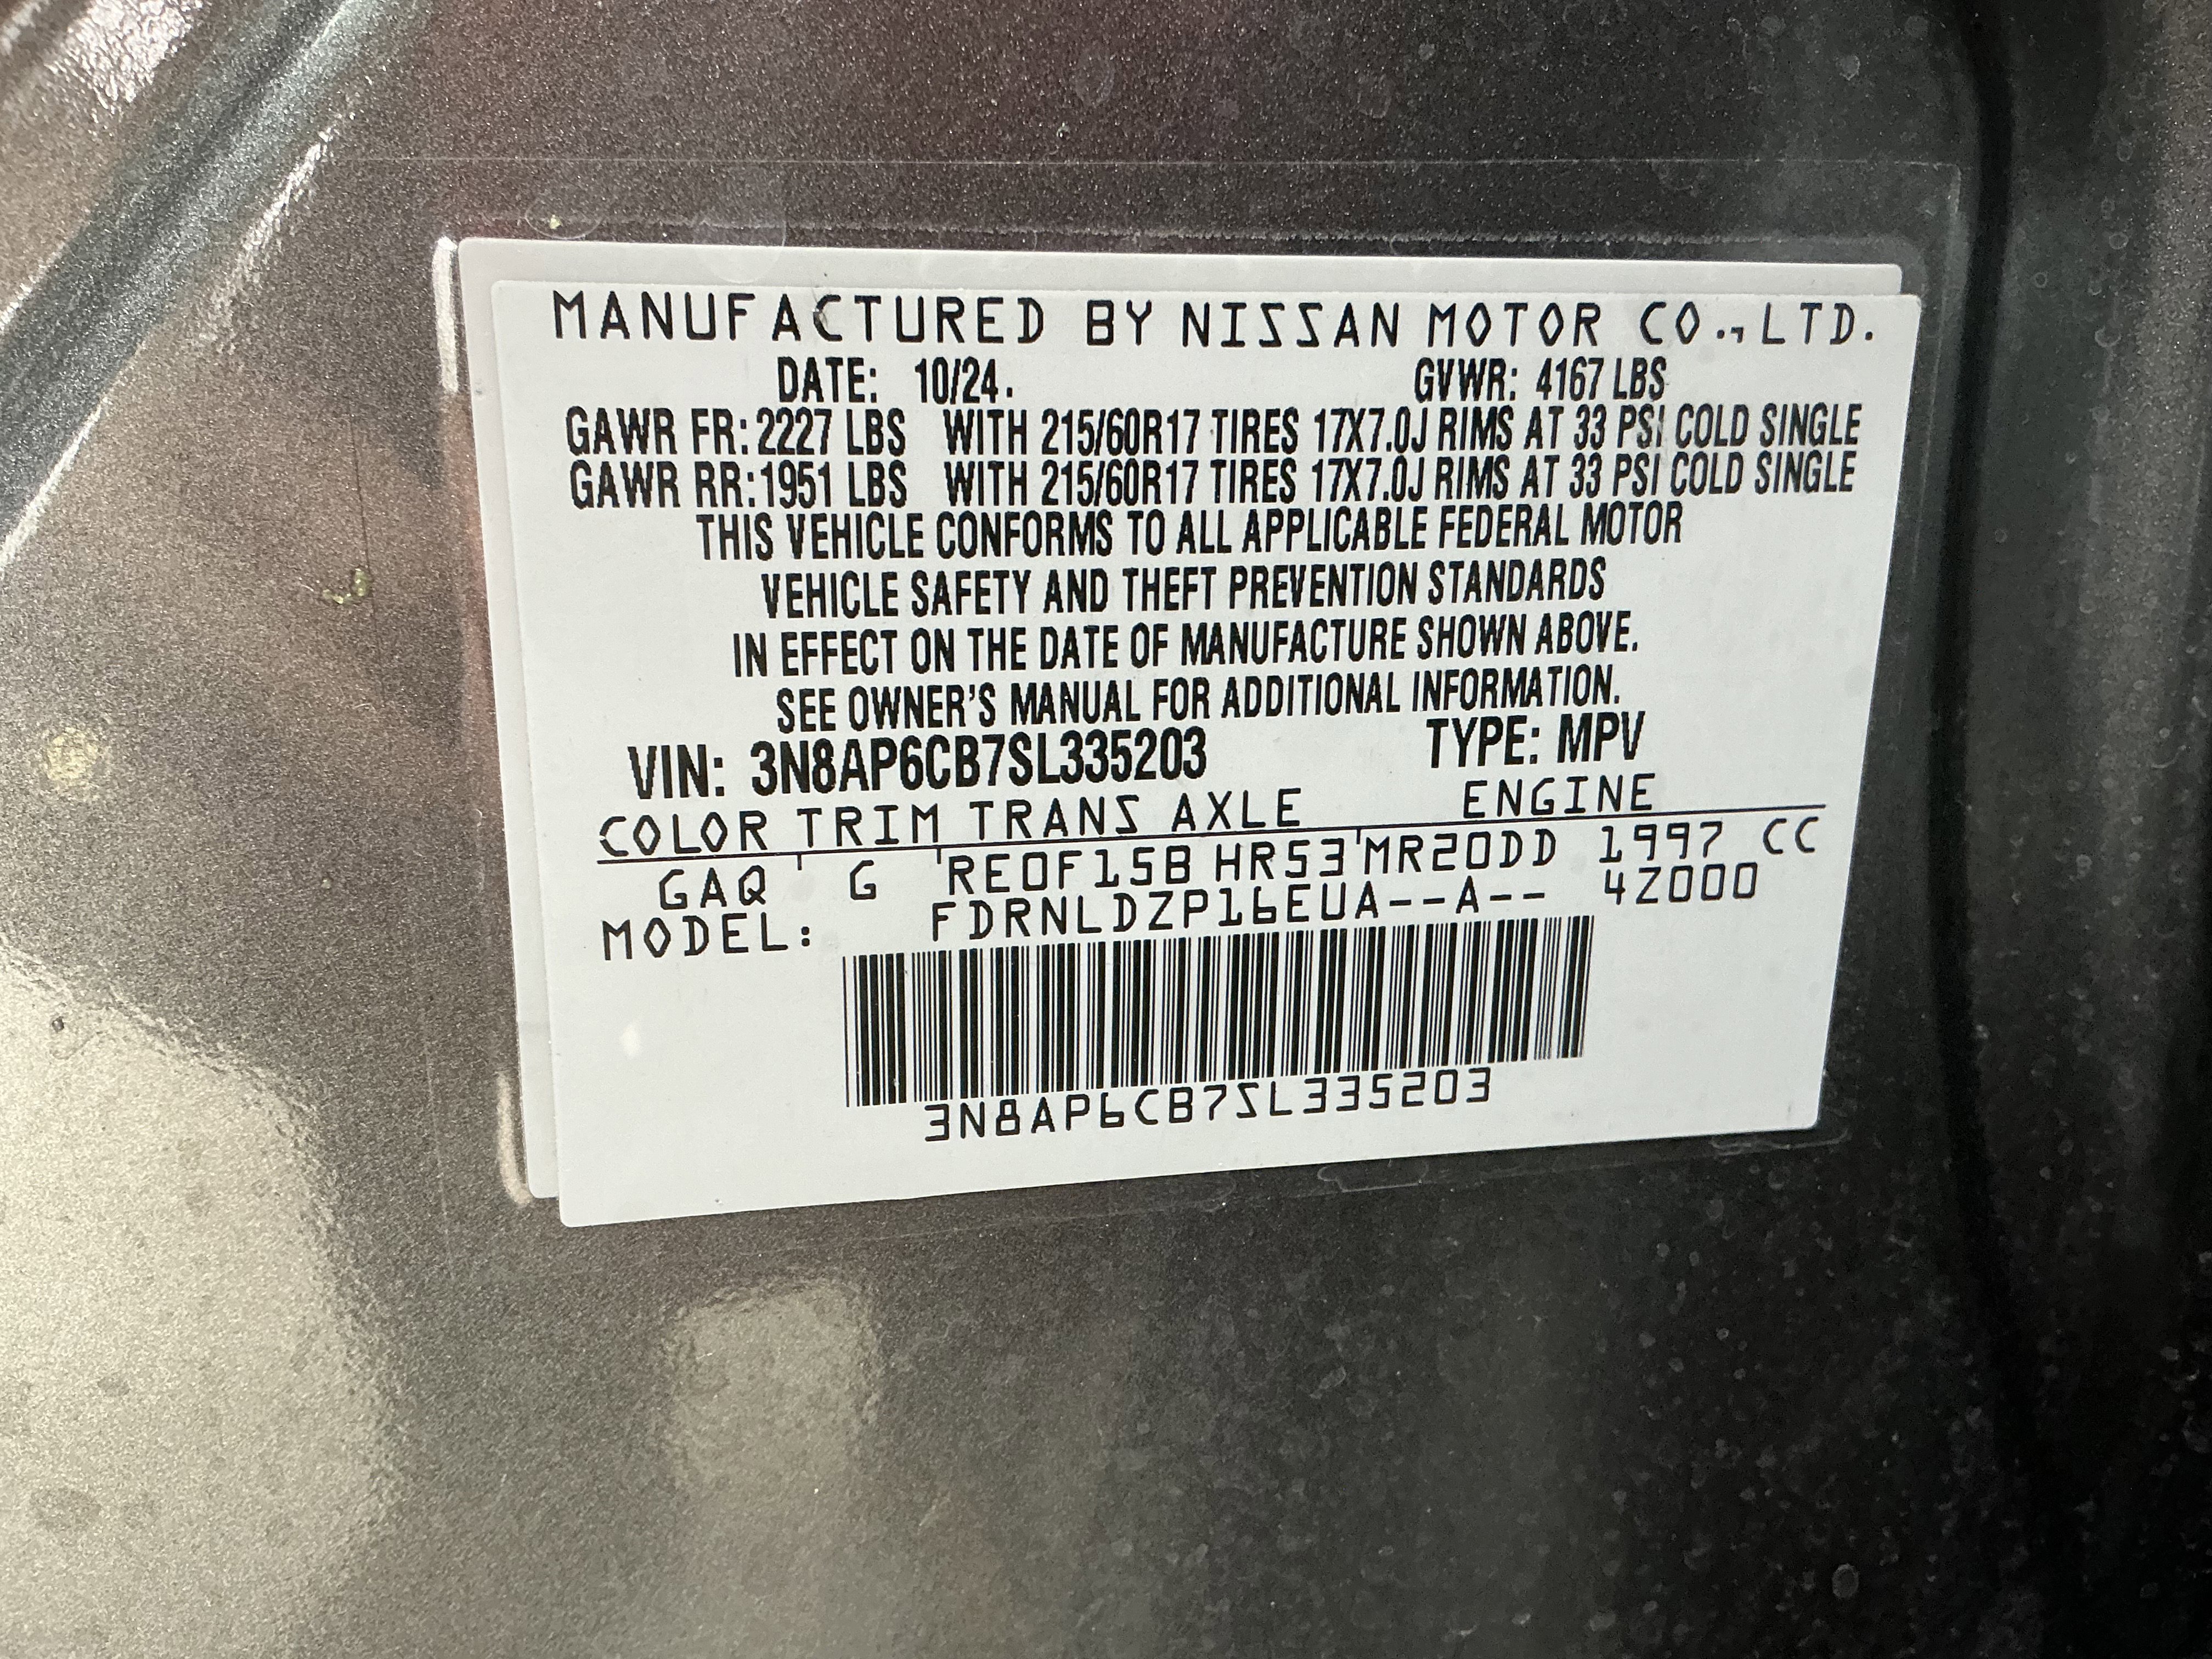 MANUFACTURED BY NISSAN MOTOR CO., LTD.
DATE: 10/24. GVWR: 4167 LBS
GAWR FR: 2227 LBS WITH 215/60R17 TIRES 17X7.0J RIMS AT 33 PSI COLD SINGLE
GAWR RR:1951 LBS WITH 215/60R17 TIRES 17X7.0J RIMS AT 33 PSI COLD SINGLE
THIS VEHICLE CONFORMS TO ALL APPLICABLE FEDERAL MOTOR
VEHICLE SAFETY AND THEFT PREVENTION STANDARDS
IN EFFECT ON THE DATE OF MANUFACTURE SHOWN ABOVE.
SEE OWNER'S MANUAL FOR ADDITIONAL INFORMATION.
VIN: 3N8AP6CB7SL335203 TYPE: MPV
COLOR TRIM TRANS AXLE ENGINE
GAQ G RE0F15B HR53 MR20DD 1997 CC
MODEL: FDRNLDZP16EUA--A-- 4Z000
3N8AP6CB7SL335203